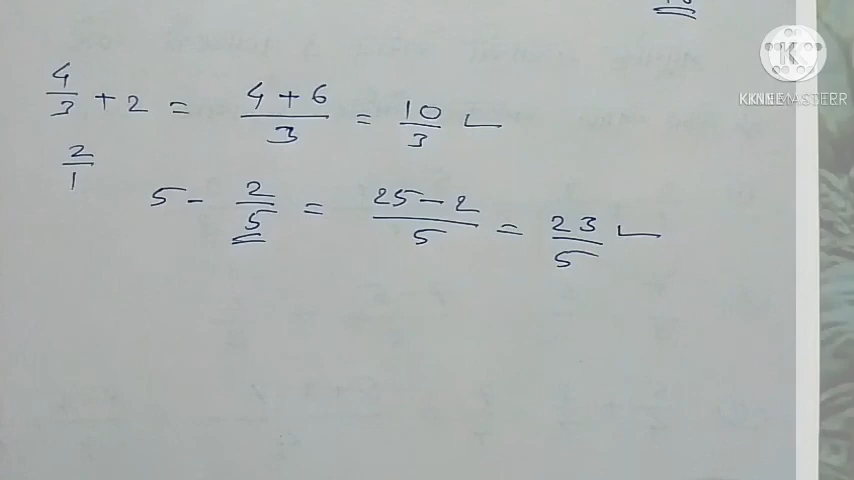 4/3 + 2 = (4 + 6)/3 = 10/3
2/1
5 - 2/5 = (25 - 2)/5 = 23/5
K
KINEMASTER